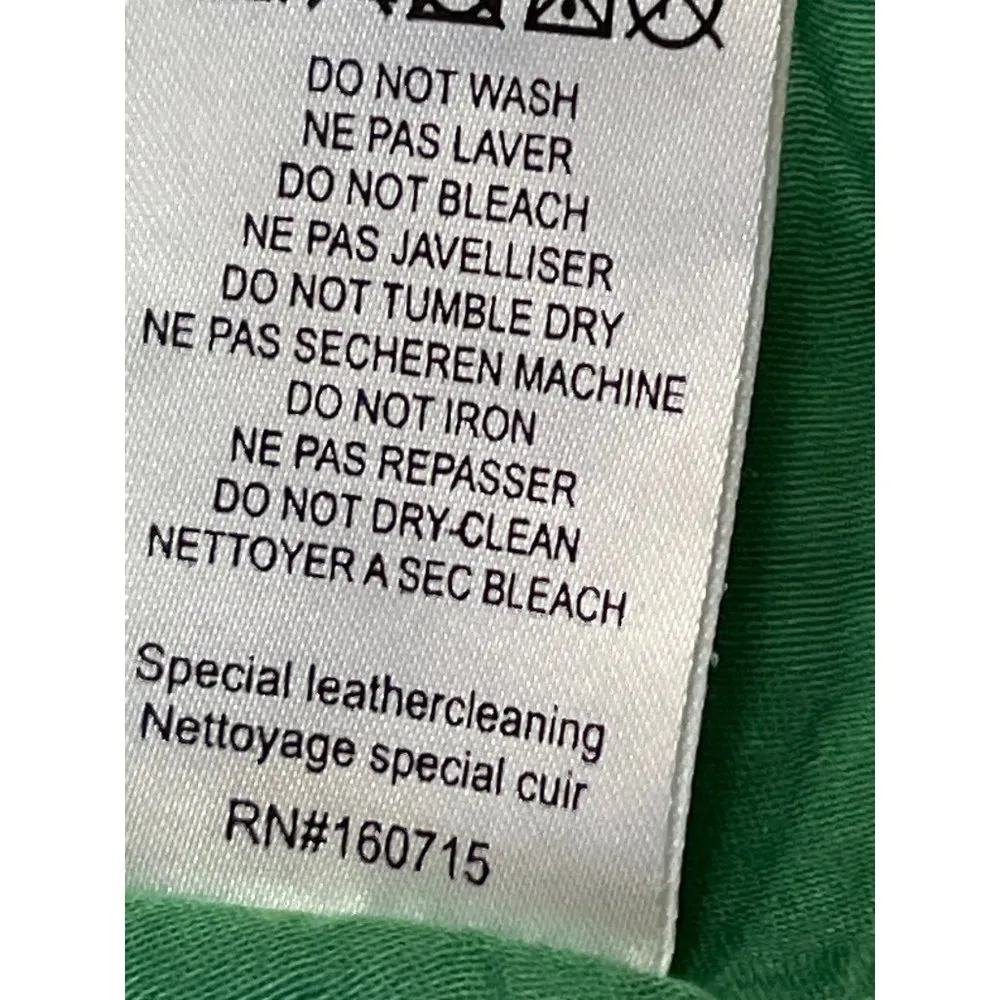 DO NOT WASH
NE PAS LAVER
DO NOT BLEACH
NE PAS JAVELLISER
DO NOT TUMBLE DRY
NE PAS SECHEREN MACHINE
DO NOT IRON
NE PAS REPASSER
DO NOT DRY-CLEAN
NETTOYER A SEC BLEACH
Special leathercleaning
Nettoyage special cuir
RN#160715